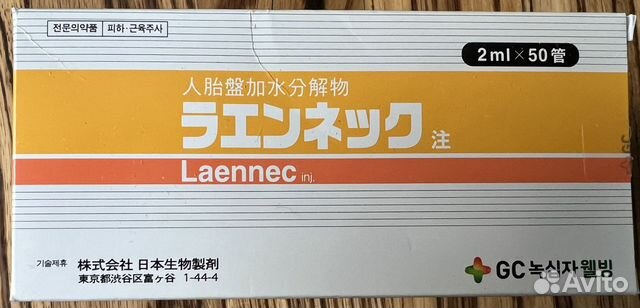 전문의약품 피하·근육주사
2ml×50管
人胎盤加水分解物
ラエンネック 注
Laennec inj.
기술제휴 株式会社 日本生物製剤
東京都渋谷区富ヶ谷 1-44-4
GC녹십자웰빙
Avito